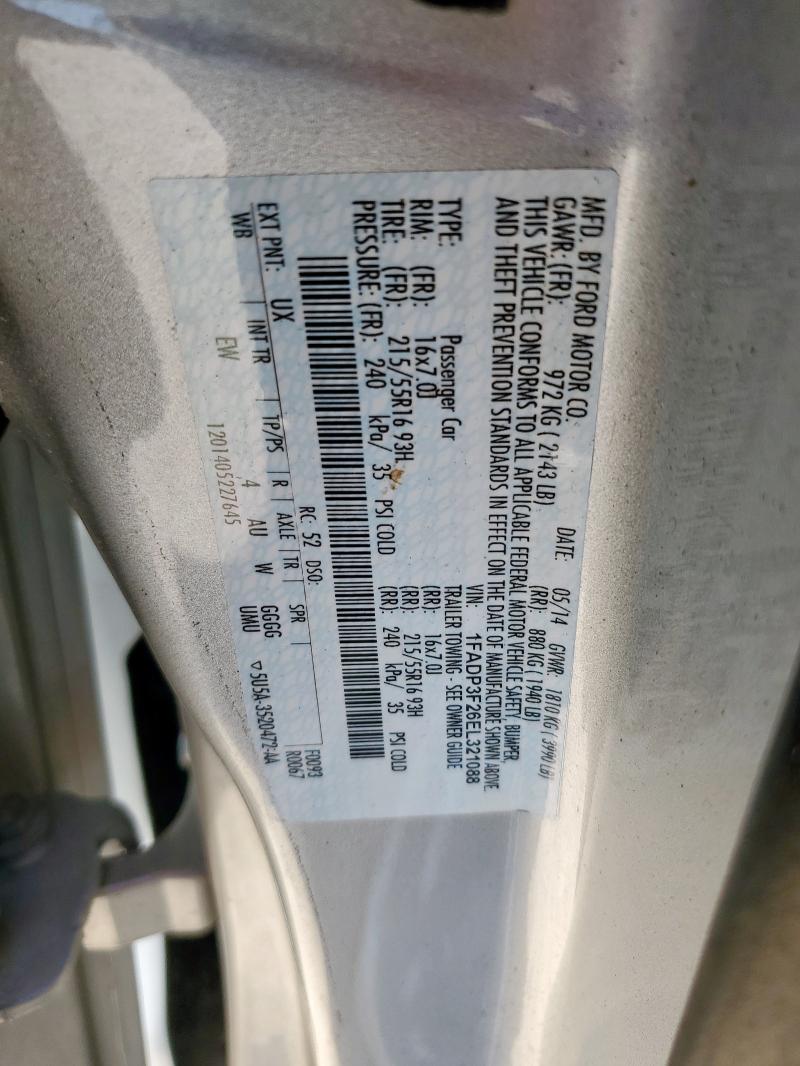 MFD. BY FORD MOTOR CO.
DATE: 05/14 GVWR: 1810 KG ( 3990 LB)
GAWR: (FR): 972 KG ( 2143 LB) (RR): 880 KG ( 1940 LB)
THIS VEHICLE CONFORMS TO ALL APPLICABLE FEDERAL MOTOR VEHICLE SAFETY, BUMPER,
AND THEFT PREVENTION STANDARDS IN EFFECT ON THE DATE OF MANUFACTURE SHOWN ABOVE.
VIN: 1FADP3F26EL321088
TYPE: Passenger Car TRAILER TOWING - SEE OWNER GUIDE
RIM: (FR): 16x7.0J (RR): 16x7.0J
TIRE: (FR): 215/55R16 93H (RR): 215/55R16 93H
PRESSURE: (FR): 240 kPa/ 35 PSI COLD (RR): 240 kPa/ 35 PSI COLD
F0093
R0067
EXT PNT: UX RC: 52 DSO:
WB INT TR TP/PS R AXLE TR SPR
EW 4 AU W GGGG
UMU
▽5U5A-3520472-AA
1201405227645